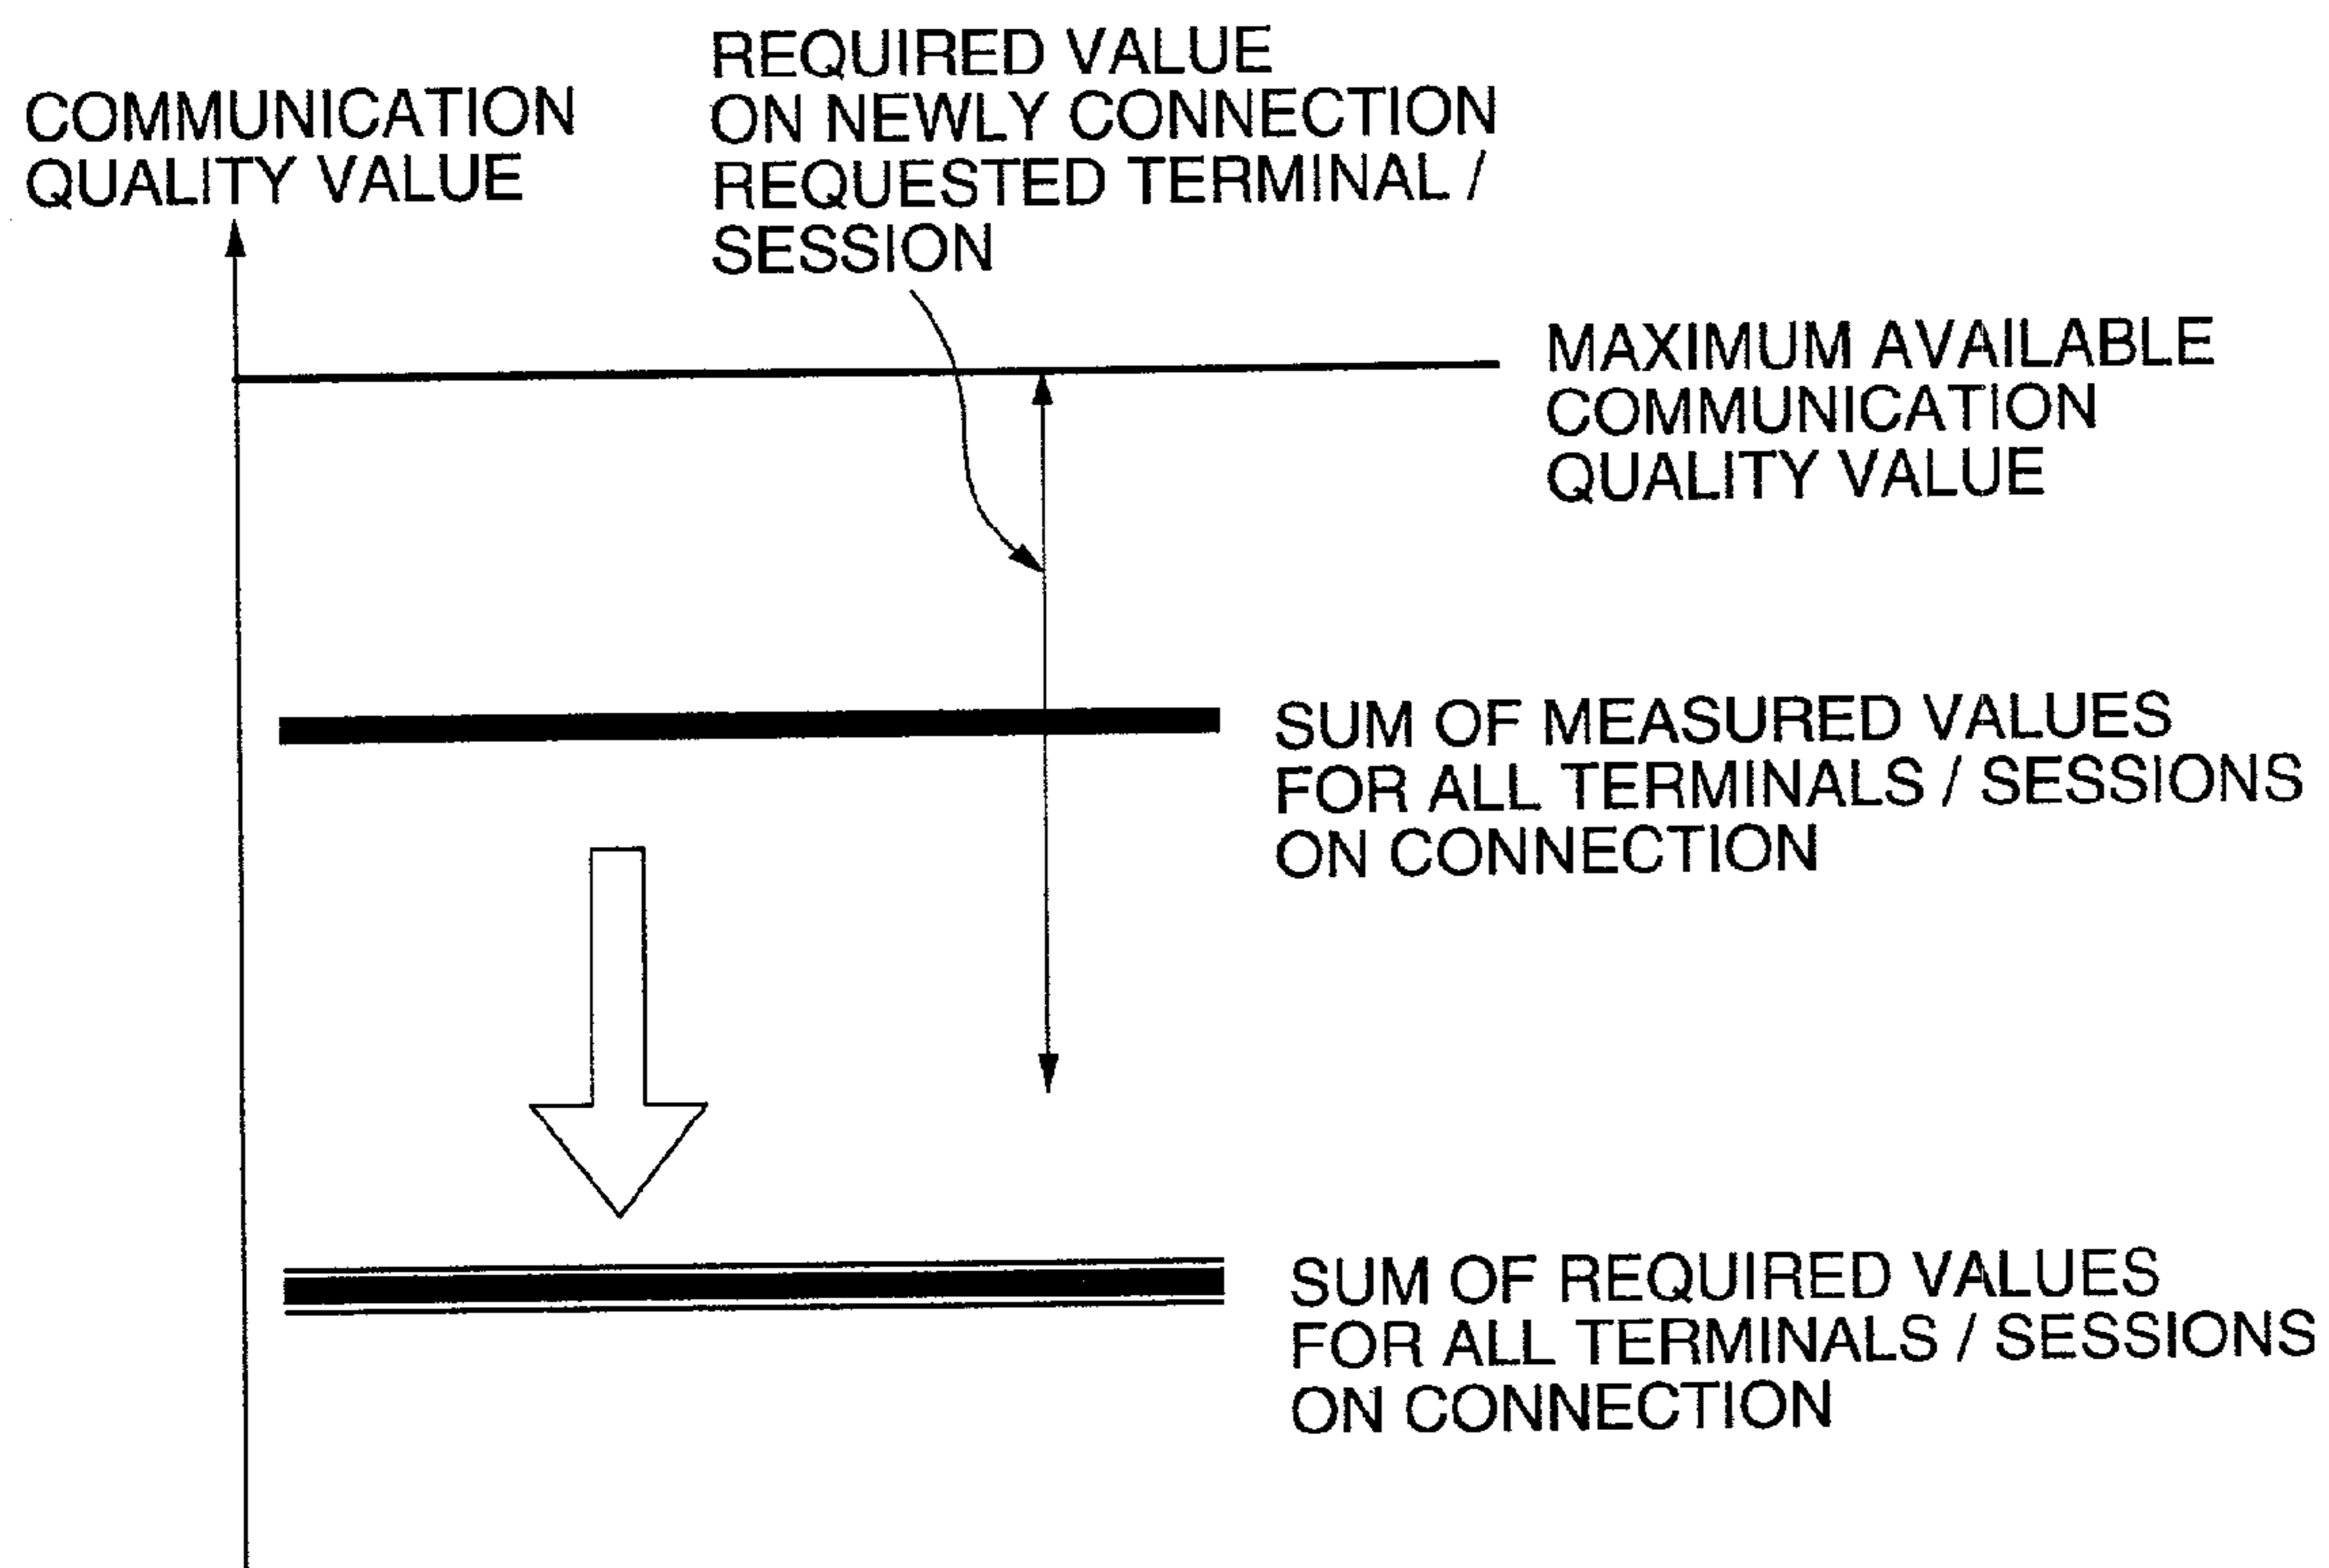 COMMUNICATION
QUALITY VALUE
REQUIRED VALUE
ON NEWLY CONNECTION
REQUESTED TERMINAL /
SESSION
MAXIMUM AVAILABLE
COMMUNICATION
QUALITY VALUE
SUM OF MEASURED VALUES
FOR ALL TERMINALS / SESSIONS
ON CONNECTION
SUM OF REQUIRED VALUES
FOR ALL TERMINALS / SESSIONS
ON CONNECTION